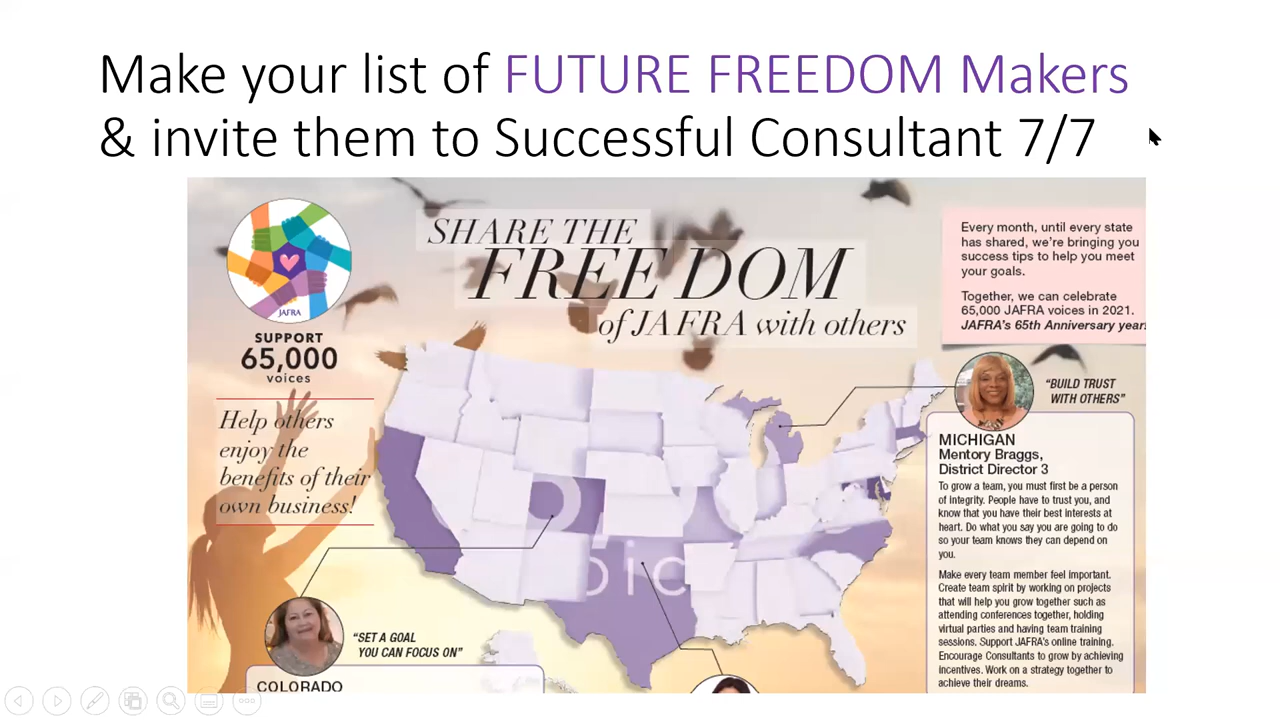 Make your list of FUTURE FREEDOM Makers
& invite them to Successful Consultant 7/7
SHARE THE
FREEDOM
of JAFRA with others
JAFRA
SUPPORT
65,000
voices
Help others
enjoy the
benefits of their
own business!
Every month, until every state
has shared, we're bringing you
success tips to help you meet
your goals.
Together, we can celebrate
65,000 JAFRA voices in 2021.
JAFRA's 65th Anniversary year!
"BUILD TRUST
WITH OTHERS"
MICHIGAN
Mentory Braggs,
District Director 3
To grow a team, you must first be a person
of integrity. People have to trust you, and
know that you have their best interests at
heart. Do what you say you are going to do
so your team knows they can depend on
you.
Make every team member feel important.
Create team spirit by working on projects
that will help you grow together such as
attending conferences together, holding
virtual parties and having team training
sessions. Support JAFRA's online training.
Encourage Consultants to grow by achieving
incentives. Work on a strategy together to
achieve their dreams.
"SET A GOAL
YOU CAN FOCUS ON"
COLORADO